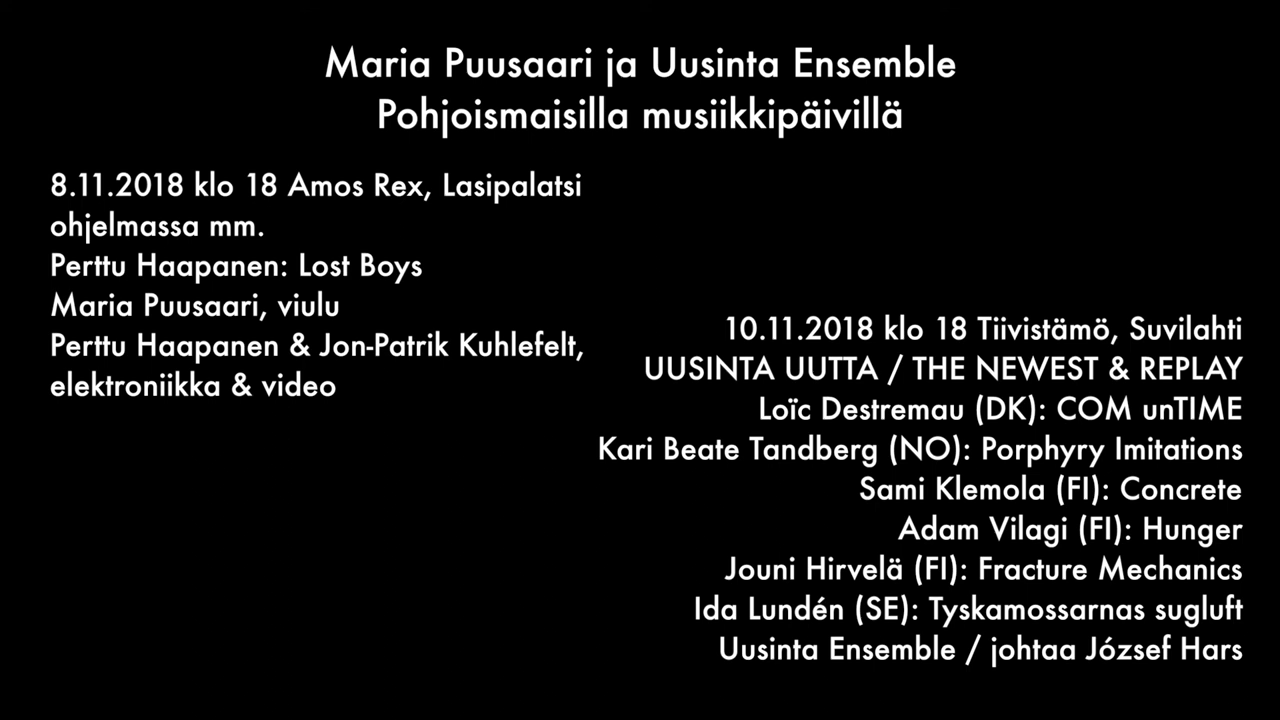 Maria Puusaari ja Uusinta Ensemble
Pohjoismaisilla musiikkipäivillä
8.11.2018 klo 18 Amos Rex, Lasipalatsi
ohjelmassa mm.
Perttu Haapanen: Lost Boys
Maria Puusaari, viulu
Perttu Haapanen & Jon-Patrik Kuhlefelt,
elektroniikka & video
10.11.2018 klo 18 Tiivistämö, Suvilahti
UUSINTA UUTTA / THE NEWEST & REPLAY
Loïc Destremau (DK): COM unTIME
Kari Beate Tandberg (NO): Porphyry Imitations
Sami Klemola (FI): Concrete
Adam Vilagi (FI): Hunger
Jouni Hirvelä (FI): Fracture Mechanics
Ida Lundén (SE): Tyskamossarnas sugluft
Uusinta Ensemble / johtaa József Hars